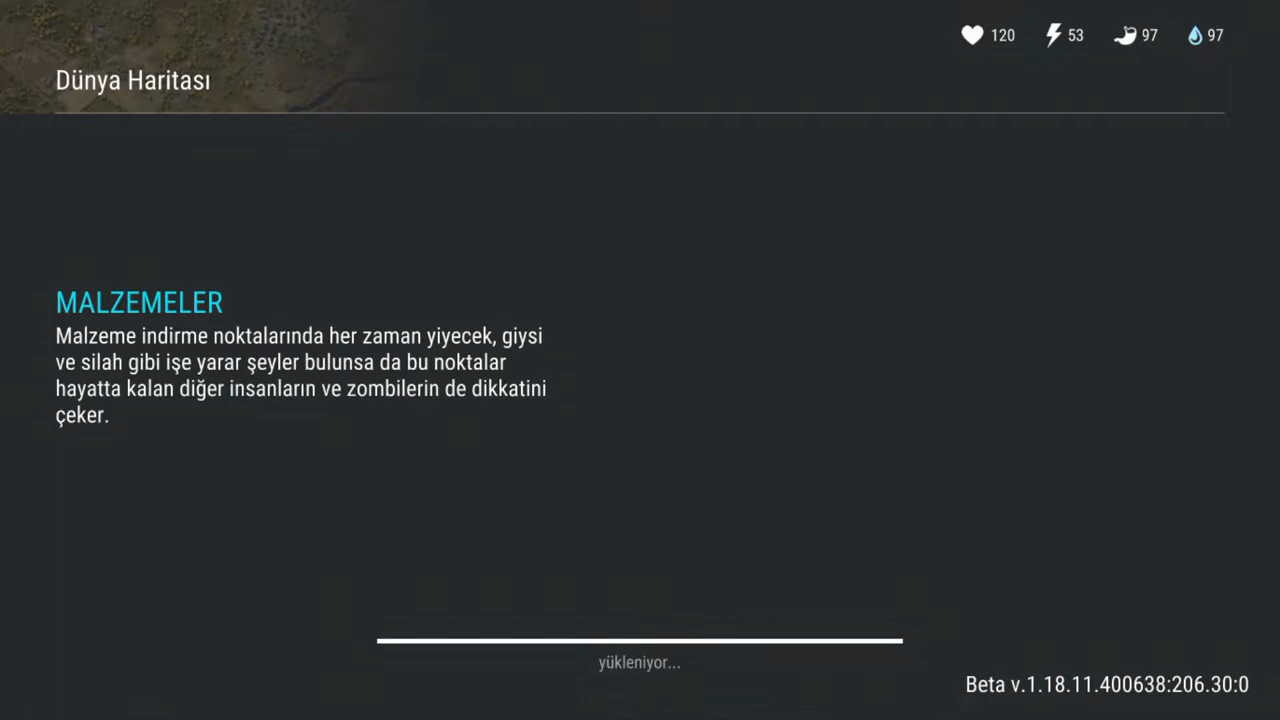 120 53 97 97
Dünya Haritası
MALZEMELER
Malzeme indirme noktalarında her zaman yiyecek, giysi
ve silah gibi işe yarar şeyler bulunsa da bu noktalar
hayatta kalan diğer insanların ve zombilerin de dikkatini
çeker.
yükleniyor...
Beta v.1.18.11.400638:206.30:0